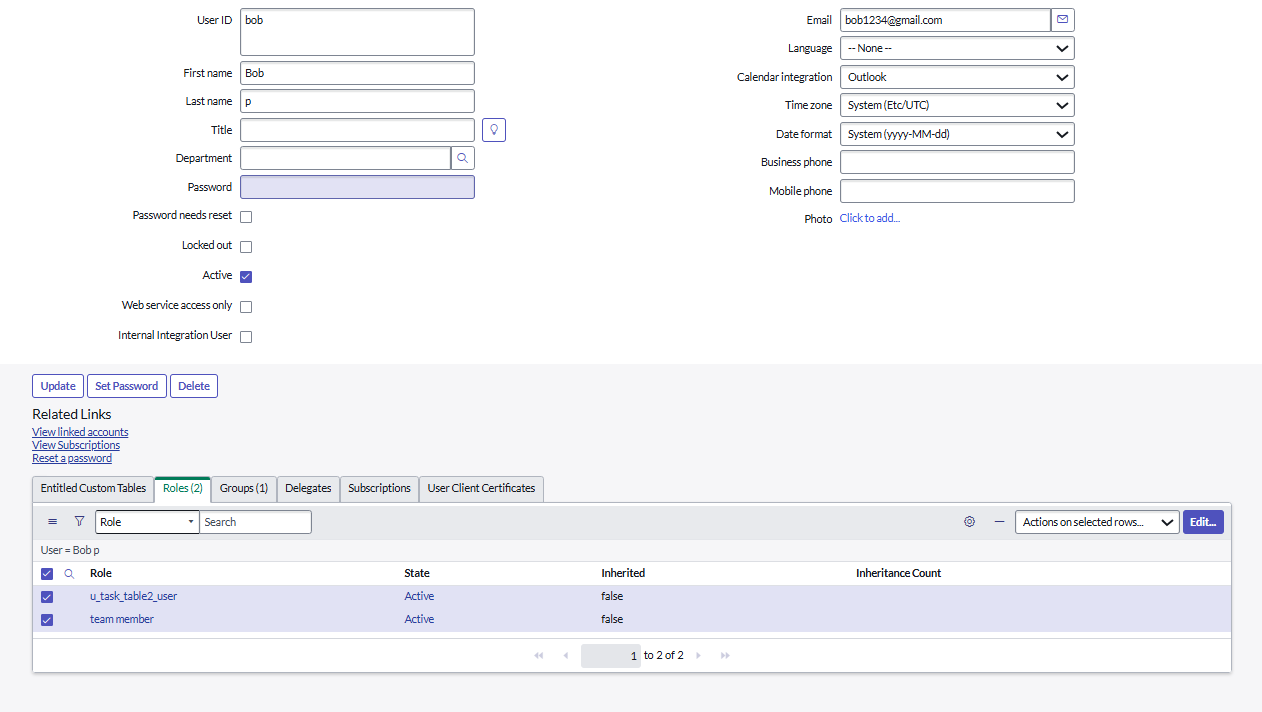 User ID bob
First name Bob
Last name p
Title
Department
Password
Password needs reset
Locked out
Active
Web service access only
Internal Integration User
Email bob1234@gmail.com
Language -- None --
Calendar integration Outlook
Time zone System (Etc/UTC)
Date format System (yyyy-MM-dd)
Business phone
Mobile phone
Photo Click to add...
Update Set Password Delete
Related Links
View linked accounts
View Subscriptions
Reset a password
Entitled Custom Tables Roles (2) Groups (1) Delegates Subscriptions User Client Certificates
Role Search Actions on selected rows... Edit...
User = Bob p
Role State Inherited Inheritance Count
u_task_table2_user Active false
team member Active false
1 to 2 of 2